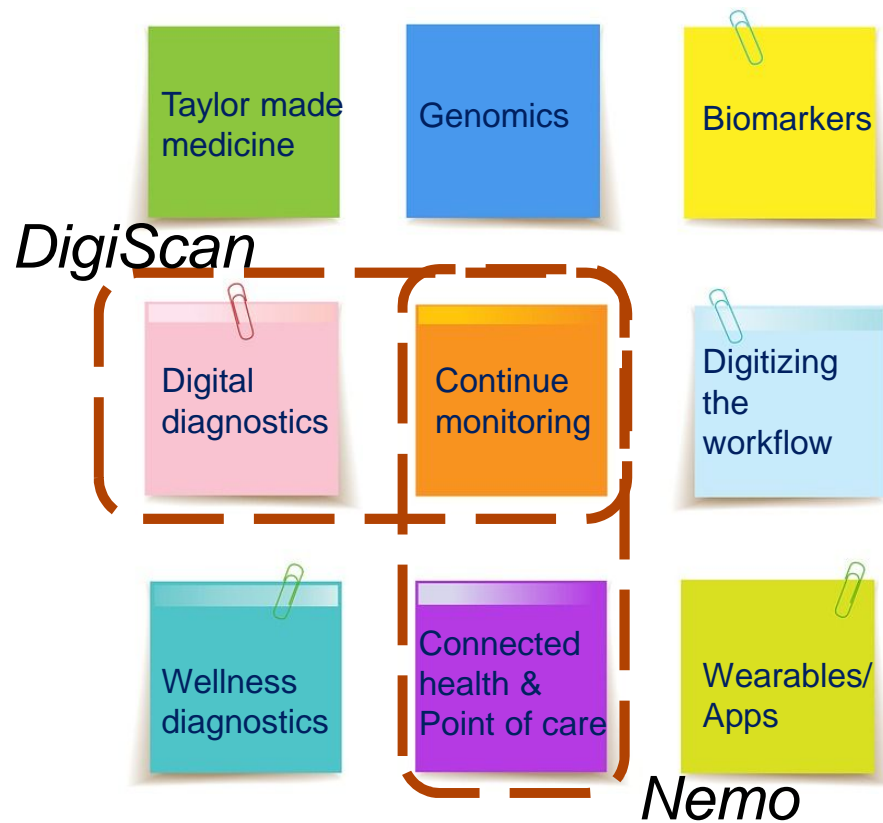 Taylor made
medicine
Genomics
Biomarkers
DigiScan
Digital
diagnostics
Continue
monitoring
Digitizing
the
workflow
Wellness
diagnostics
Connected
health &
Point of care
Wearables/
Apps
Nemo